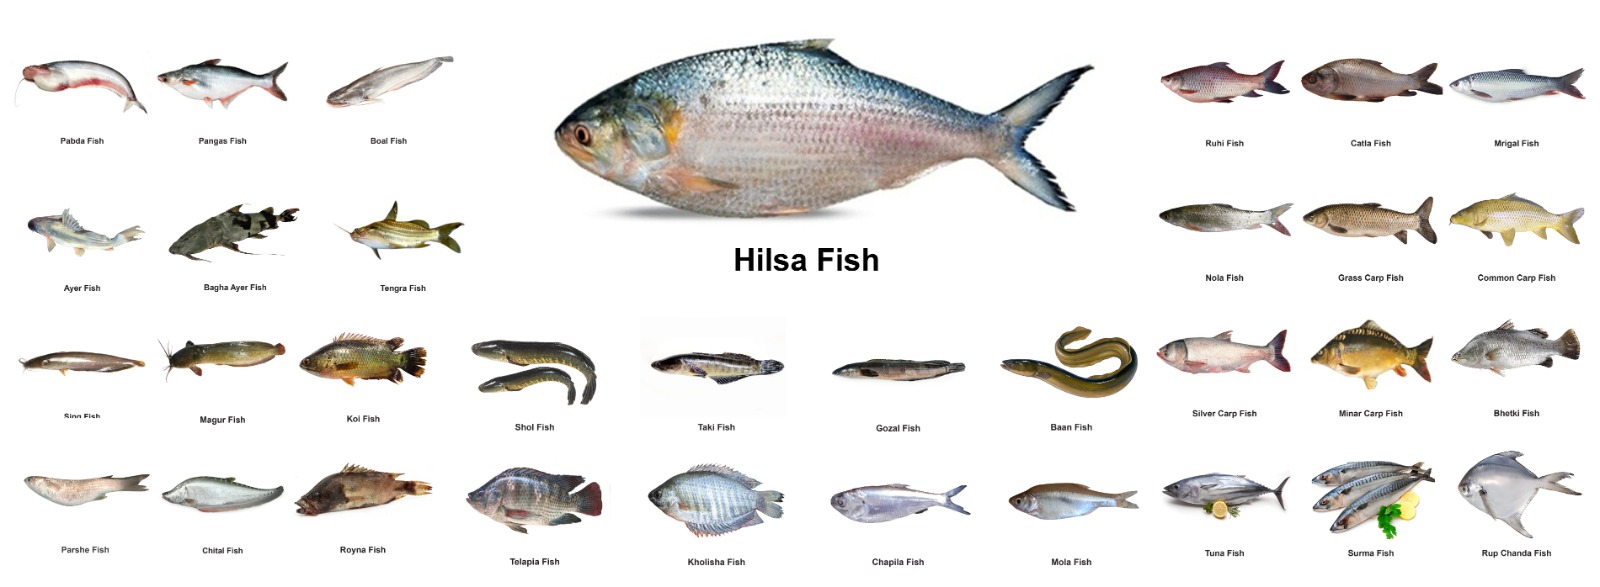 Pabda Fish
Pangas Fish
Boal Fish
Hilsa Fish
Ruhi Fish
Catla Fish
Mrigal Fish
Ayer Fish
Bagha Ayer Fish
Tengra Fish
Nola Fish
Grass Carp Fish
Common Carp Fish
Sing Fish
Magur Fish
Koi Fish
Shol Fish
Taki Fish
Gozal Fish
Baan Fish
Silver Carp Fish
Minar Carp Fish
Bhetki Fish
Parshe Fish
Chital Fish
Royna Fish
Telapia Fish
Kholisha Fish
Chapila Fish
Mola Fish
Tuna Fish
Surma Fish
Rup Chanda Fish